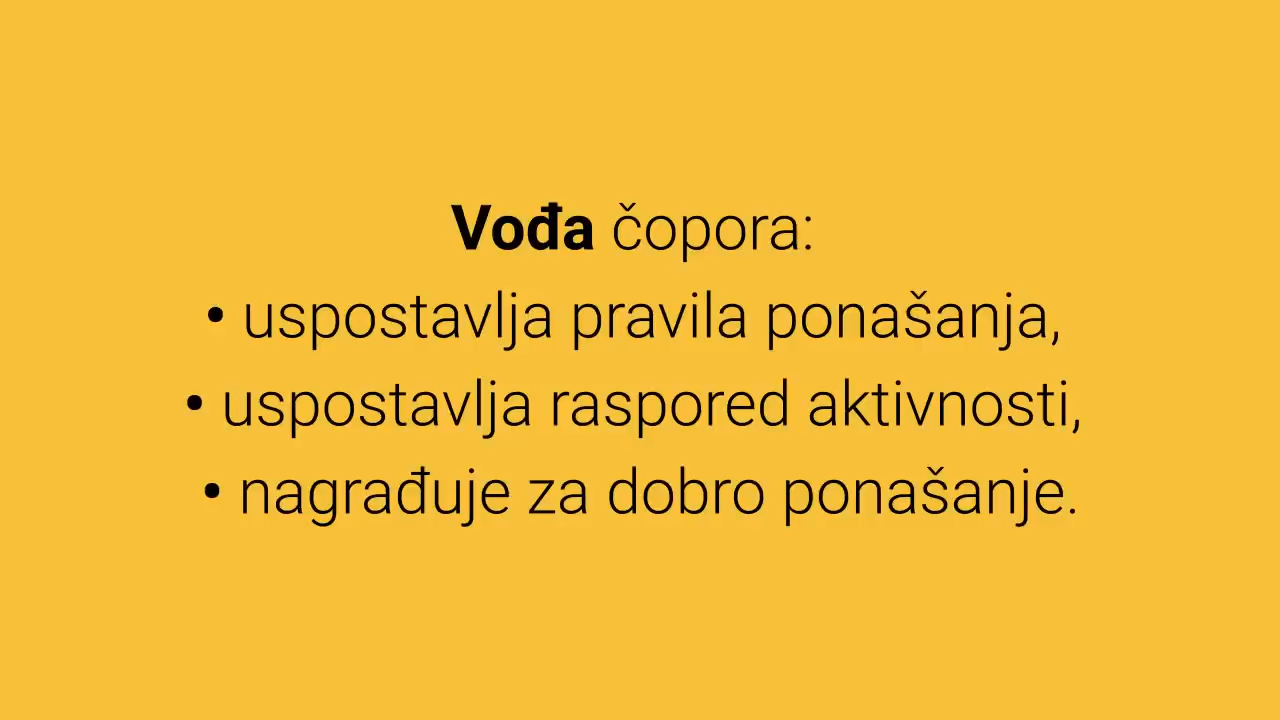 Vođa čopora:
• uspostavlja pravila ponašanja,
• uspostavlja raspored aktivnosti,
• nagrađuje za dobro ponašanje.